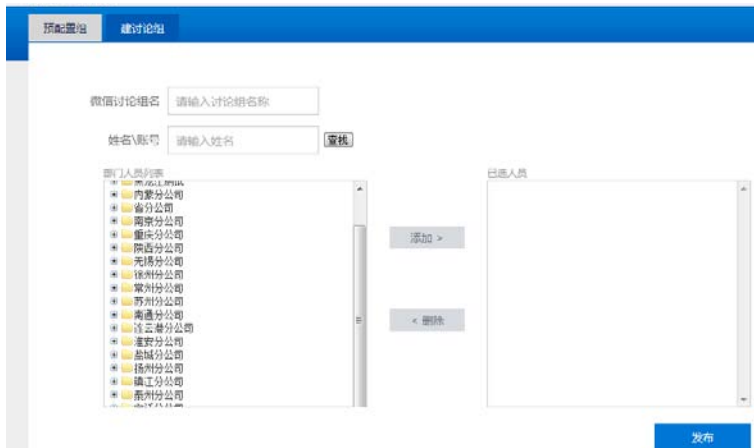 预配置组
建讨论组
微信讨论组名 请输入讨论组名称
姓名\账号 请输入姓名 查找
部门人员列表
已选人员
内蒙分公司
省分公司
南京分公司
重庆分公司
陕西分公司
无锡分公司
徐州分公司
常州分公司
苏州分公司
南通分公司
连云港分公司
淮安分公司
盐城分公司
扬州分公司
镇江分公司
泰州分公司
添加 >
< 删除
发布